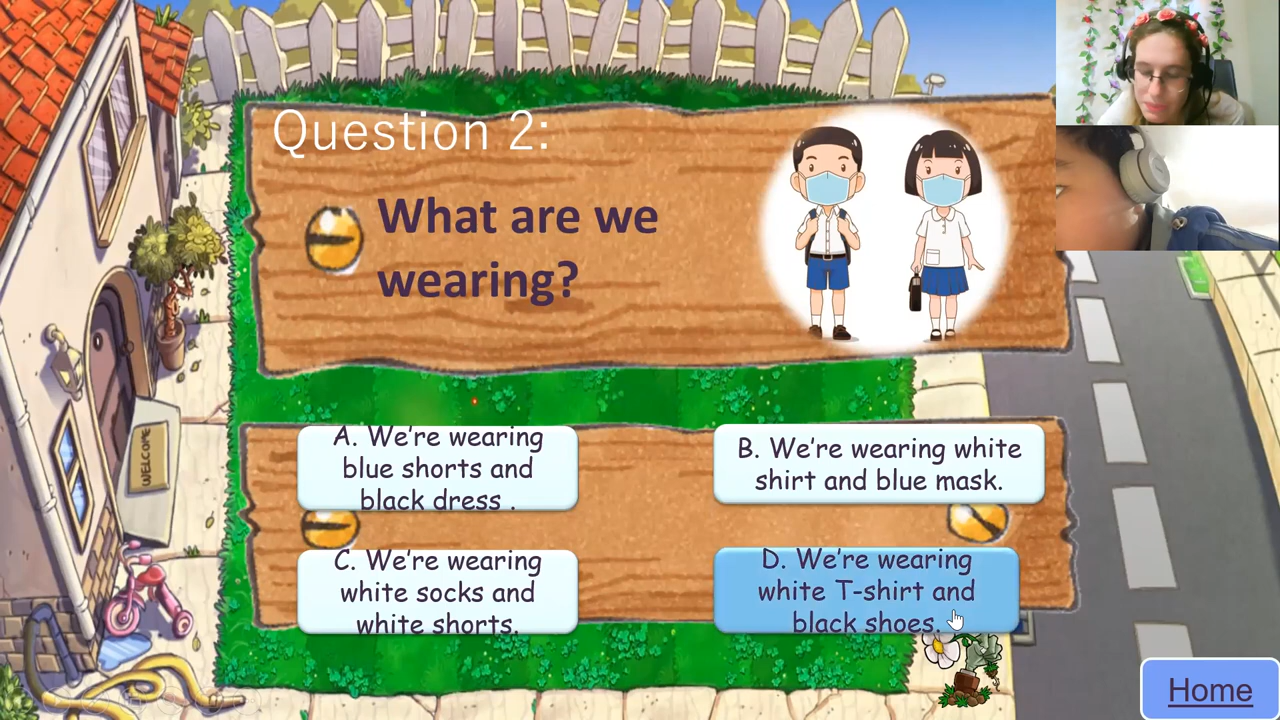 Question 2:
What are we
wearing?
A. We're wearing
blue shorts and
black dress .
B. We're wearing white
shirt and blue mask.
C. We're wearing
white socks and
white shorts.
D. We're wearing
white T-shirt and
black shoes.
WELCOME
Home